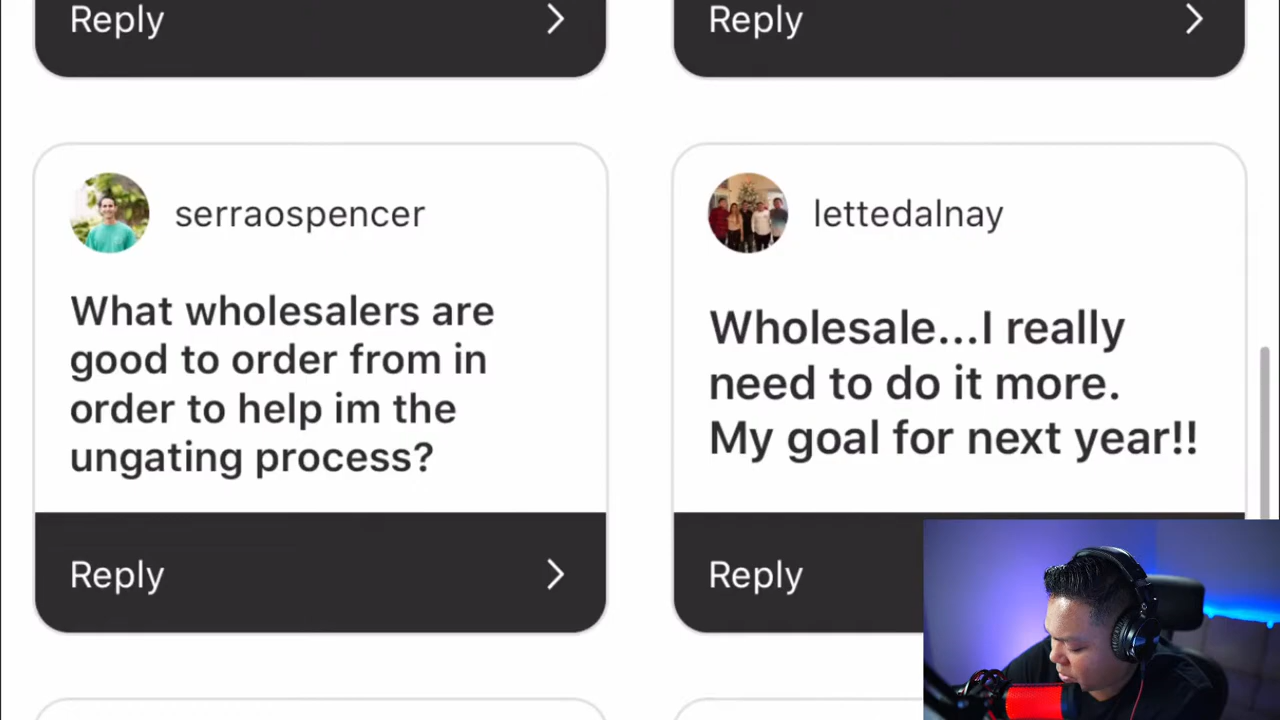 Reply
Reply
serraospencer
What wholesalers are
good to order from in
order to help im the
ungating process?
Reply
lettedalnay
Wholesale...I really
need to do it more.
My goal for next year!!
Reply